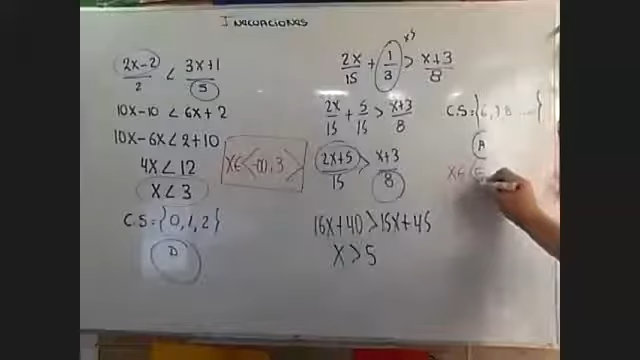 Inecuaciones
2x-2/2 < 3x+1/5
10x-10 < 6x+2
10x-6x < 2+10
4x < 12
x < 3
C.S = {0,1,2}
D
x ∈ <-∞, 3>
x5
2x/15 + 1/3 > x+3/8
2x/15 + 5/15 > x+3/8
2x+5/15 > x+3/8
16x+40 > 15x+45
x > 5
C.S = {6,7,8 ....}
A
x ∈ <5,